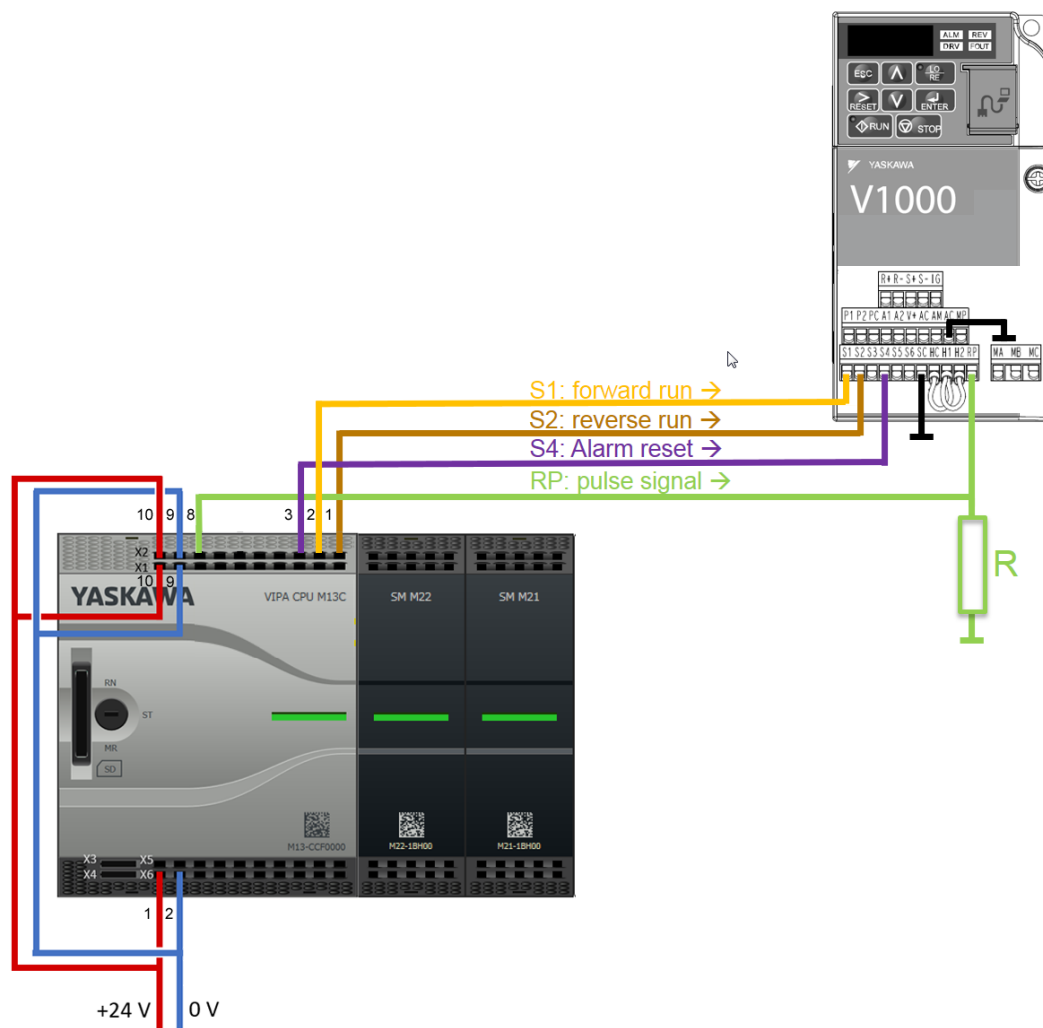 ALM REV
DRV FOUT
ESC LO
RE
RESET ENTER
RUN STOP
YASKAWA
V1000
R+ R- S+ S- IG
P1 P2 PC A1 A2 V+ AC AM AC MP
S1 S2 S3 S4 S5 S6 SC HC H1 H2 RP
MA MB MC
S1: forward run →
S2: reverse run →
S4: Alarm reset →
RP: pulse signal →
10 9 8 3 2 1
X2
X1
10 9
YASKAWA
VIPA CPU M13C
SM M22
SM M21
R
RN
ST
MR
SD
M13-CCF0000
M22-1BH00
M21-1BH00
X3 X5
X4 X6
1 2
+24 V 0 V